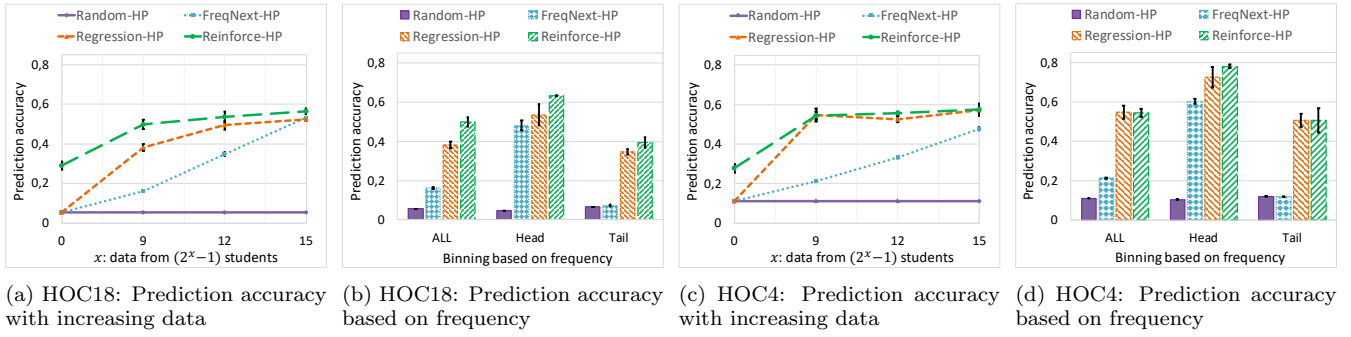 Random-HP FreqNext-HP
Regression-HP Reinforce-HP
Prediction accuracy
0,8
0,6
0,4
0,2
0
0 9 12 15
x: data from (2^x−1) students
(a) HOC18: Prediction accuracy
with increasing data
Random-HP FreqNext-HP
Regression-HP Reinforce-HP
Prediction accuracy
0,8
0,6
0,4
0,2
0
ALL Head Tail
Binning based on frequency
(b) HOC18: Prediction accuracy
based on frequency
Random-HP FreqNext-HP
Regression-HP Reinforce-HP
Prediction accuracy
0,8
0,6
0,4
0,2
0
0 9 12 15
x: data from (2^x−1) students
(c) HOC4: Prediction accuracy
with increasing data
Random-HP FreqNext-HP
Regression-HP Reinforce-HP
Prediction accuracy
0,8
0,6
0,4
0,2
0
ALL Head Tail
Binning based on frequency
(d) HOC4: Prediction accuracy
based on frequency